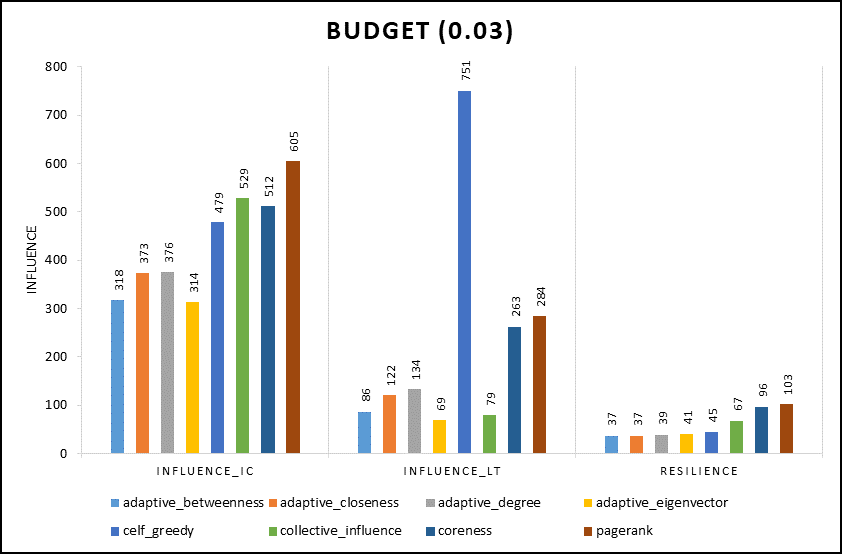 BUDGET (0.03)
INFLUENCE
800
700
600
500
400
300
200
100
0
318 373 376 314 479 529 512 605
86 122 134 69 751 79 263 284
37 37 39 41 45 67 96 103
INFLUENCE_IC INFLUENCE_LT RESILIENCE
adaptive_betweenness adaptive_closeness adaptive_degree adaptive_eigenvector
celf_greedy collective_influence coreness pagerank